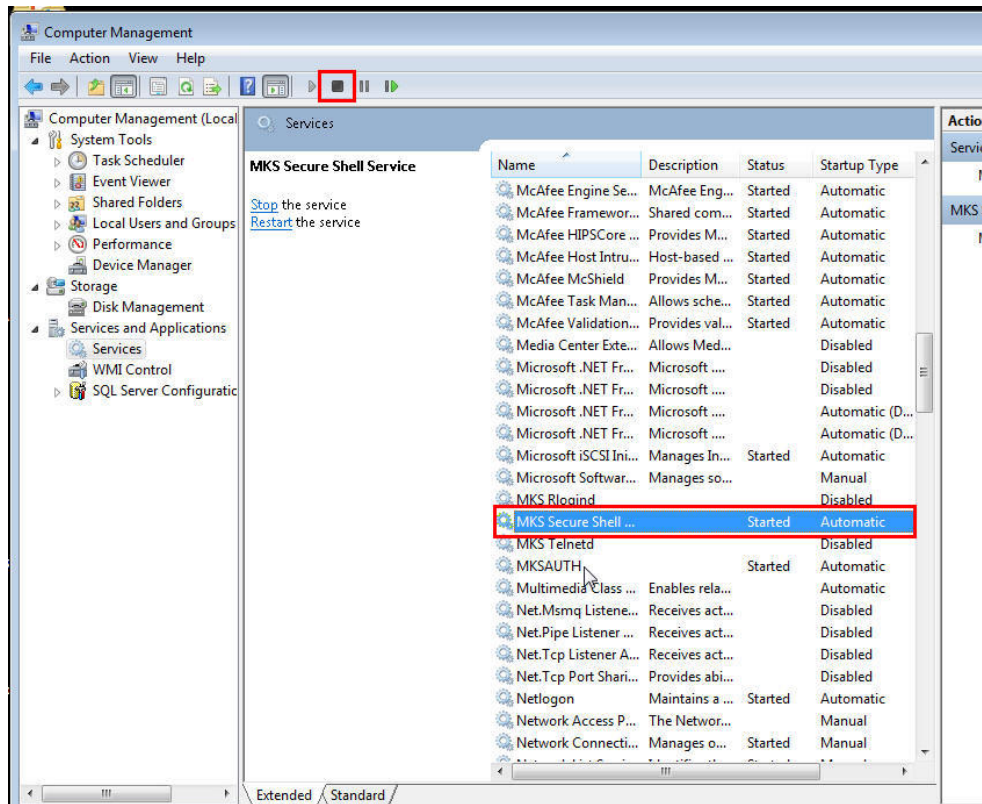 Computer Management
File Action View Help
Computer Management (Local
System Tools
Task Scheduler
Event Viewer
Shared Folders
Local Users and Groups
Performance
Device Manager
Storage
Disk Management
Services and Applications
Services
WMI Control
SQL Server Configuratic
Services
MKS Secure Shell Service
Stop the service
Restart the service
Name Description Status Startup Type
McAfee Engine Se... McAfee Eng... Started Automatic
McAfee Framewor... Shared com... Started Automatic
McAfee HIPSCore ... Provides M... Started Automatic
McAfee Host Intru... Host-based ... Started Automatic
McAfee McShield Provides M... Started Automatic
McAfee Task Man... Allows sche... Started Automatic
McAfee Validation... Provides val... Started Automatic
Media Center Exte... Allows Med... Disabled
Microsoft .NET Fr... Microsoft .... Disabled
Microsoft .NET Fr... Microsoft .... Disabled
Microsoft .NET Fr... Microsoft .... Automatic (D...
Microsoft .NET Fr... Microsoft .... Automatic (D...
Microsoft iSCSI Ini... Manages In... Started Automatic
Microsoft Softwar... Manages so... Manual
MKS Rlogind Disabled
MKS Secure Shell ... Started Automatic
MKS Telnetd Disabled
MKSAUTH Started Automatic
Multimedia Class ... Enables rela... Automatic
Net.Msmq Listene... Receives act... Disabled
Net.Pipe Listener ... Receives act... Disabled
Net.Tcp Listener A... Receives act... Disabled
Net.Tcp Port Shari... Provides abi... Disabled
Netlogon Maintains a ... Started Automatic
Network Access P... The Networ... Manual
Network Connecti... Manages o... Started Manual
Extended Standard
Actio
Servic
MKS